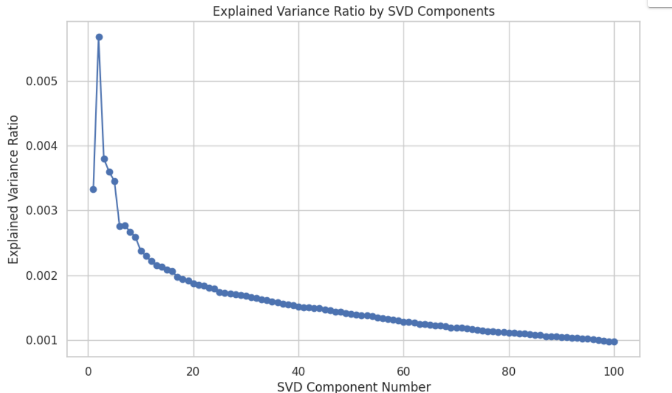 Explained Variance Ratio by SVD Components
Explained Variance Ratio
0.005
0.004
0.003
0.002
0.001
0 20 40 60 80 100
SVD Component Number